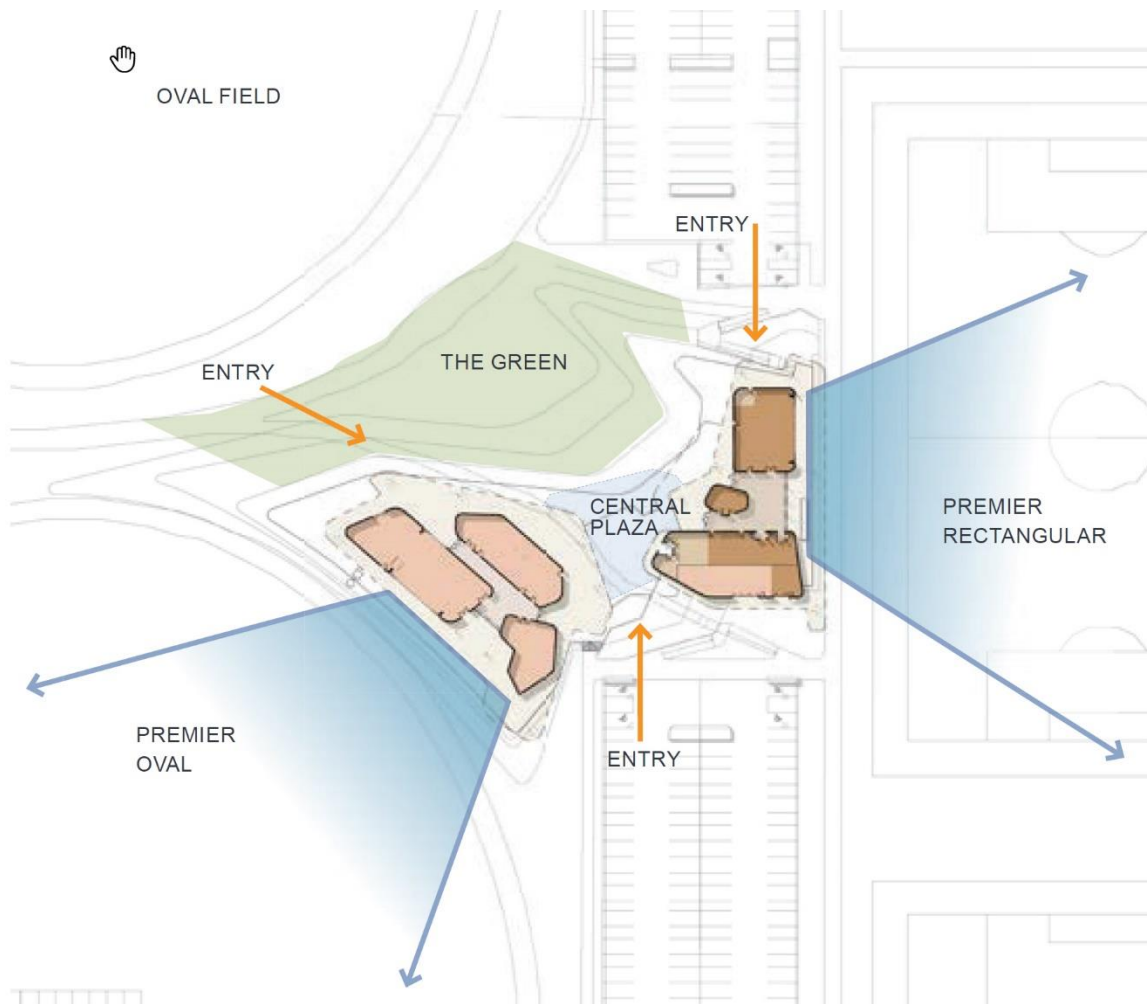 OVAL FIELD
ENTRY
THE GREEN
ENTRY
CENTRAL
PLAZA
PREMIER
RECTANGULAR
PREMIER
OVAL
ENTRY